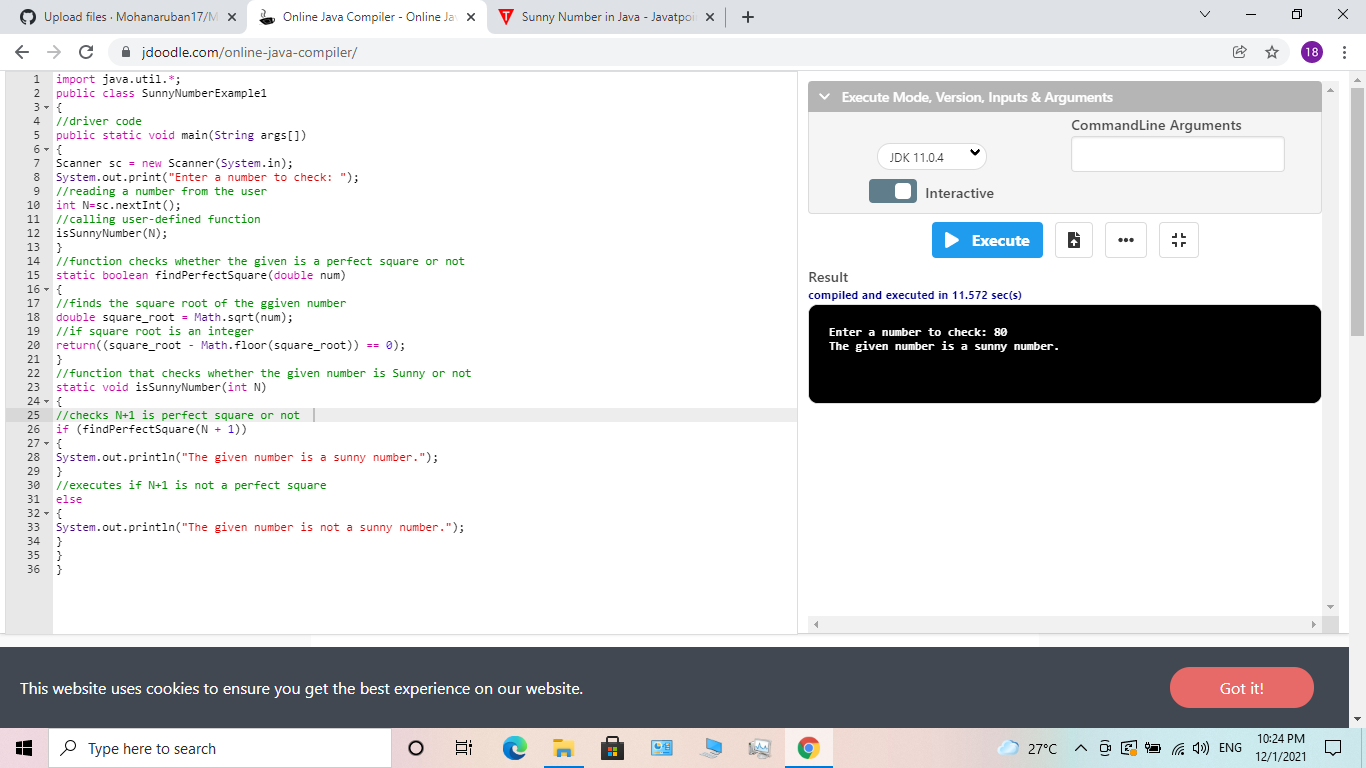 Upload files · Mohanaruban17/M
Online Java Compiler - Online Ja
Sunny Number in Java - Javatpoi
jdoodle.com/online-java-compiler/
18
1 import java.util.*;
2 public class SunnyNumberExample1
3 {
4 //driver code
5 public static void main(String args[])
6 {
7 Scanner sc = new Scanner(System.in);
8 System.out.print("Enter a number to check: ");
9 //reading a number from the user
10 int N=sc.nextInt();
11 //calling user-defined function
12 isSunnyNumber(N);
13 }
14 //function checks whether the given is a perfect square or not
15 static boolean findPerfectSquare(double num)
16 {
17 //finds the square root of the ggiven number
18 double square_root = Math.sqrt(num);
19 //if square root is an integer
20 return((square_root - Math.floor(square_root)) == 0);
21 }
22 //function that checks whether the given number is Sunny or not
23 static void isSunnyNumber(int N)
24 {
25 //checks N+1 is perfect square or not
26 if (findPerfectSquare(N + 1))
27 {
28 System.out.println("The given number is a sunny number.");
29 }
30 //executes if N+1 is not a perfect square
31 else
32 {
33 System.out.println("The given number is not a sunny number.");
34 }
35 }
36 }
Execute Mode, Version, Inputs & Arguments
CommandLine Arguments
JDK 11.0.4
Interactive
Execute
Result
compiled and executed in 11.572 sec(s)
Enter a number to check: 80
The given number is a sunny number.
This website uses cookies to ensure you get the best experience on our website.
Got it!
Type here to search
27°C
ENG
10:24 PM
12/1/2021